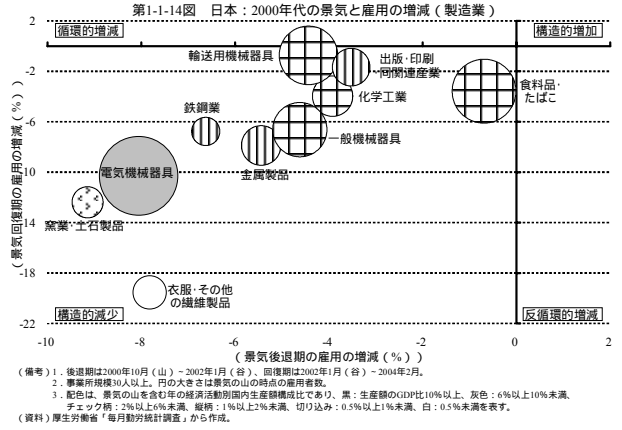 第1-1-14図　日本：2000年代の景気と雇用の増減（製造業）
2
循環的増減
構造的増加
輸送用機械器具
出版・印刷
同関連産業
-2
食料品・
たばこ
化学工業
鉄鋼業
-6
一般機械器具
金属製品
電気機械器具
-10
-14
窯業・土石製品
-18
衣服・その他
の繊維製品
構造的減少
反循環的増減
-22
（景気回復期の雇用の増減（%））
-10 -8 -6 -4 -2 0 2
（景気後退期の雇用の増減（%））
（備考）1．後退期は2000年10月（山）～2002年1月（谷）、回復期は2002年1月（谷）～2004年2月。
2．事業所規模30人以上。円の大きさは景気の山の時点の雇用者数。
3．配色は、景気の山を含む年の経済活動別国内生産額構成比であり、黒：生産額のGDP比10%以上、灰色：6%以上10%未満、
チェック柄：2%以上6%未満、縦柄：1%以上2%未満、切り込み：0.5%以上1%未満、白：0.5%未満を表す。
（資料）厚生労働省「毎月勤労統計調査」から作成。